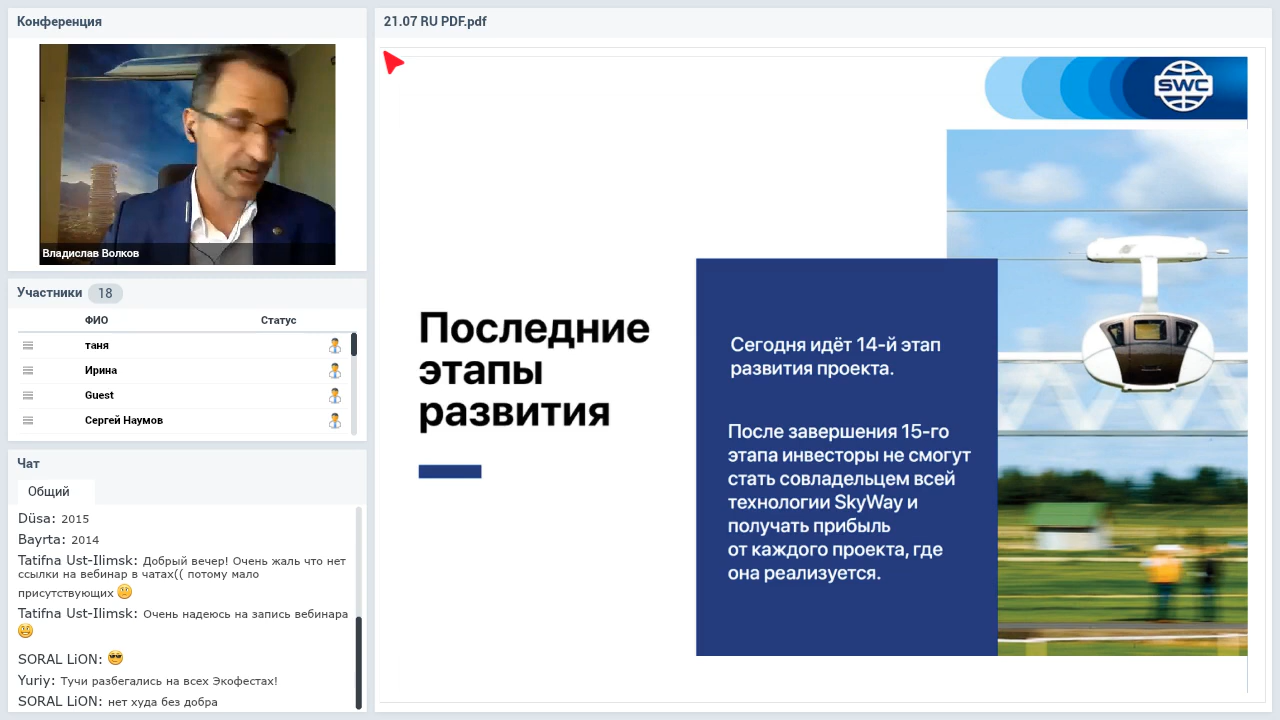 Конференция
Владислав Волков
Участники 18
ФИО Статус
таня
Ирина
Guest
Сергей Наумов
Чат
Общий
Düsa: 2015
Bayrta: 2014
Tatifna Ust-Ilimsk: Добрый вечер! Очень жаль что нет
ссылки на вебинар в чатах(( потому мало
присутствующих
Tatifna Ust-Ilimsk: Очень надеюсь на запись вебинара
SORAL LiON:
Yuriy: Тучи разбегались на всех Экофестах!
SORAL LiON: нет худа без добра
21.07 RU PDF.pdf
SWC
Последние
этапы
развития
Сегодня идёт 14-й этап
развития проекта.
После завершения 15-го
этапа инвесторы не смогут
стать совладельцем всей
технологии SkyWay и
получать прибыль
от каждого проекта, где
она реализуется.